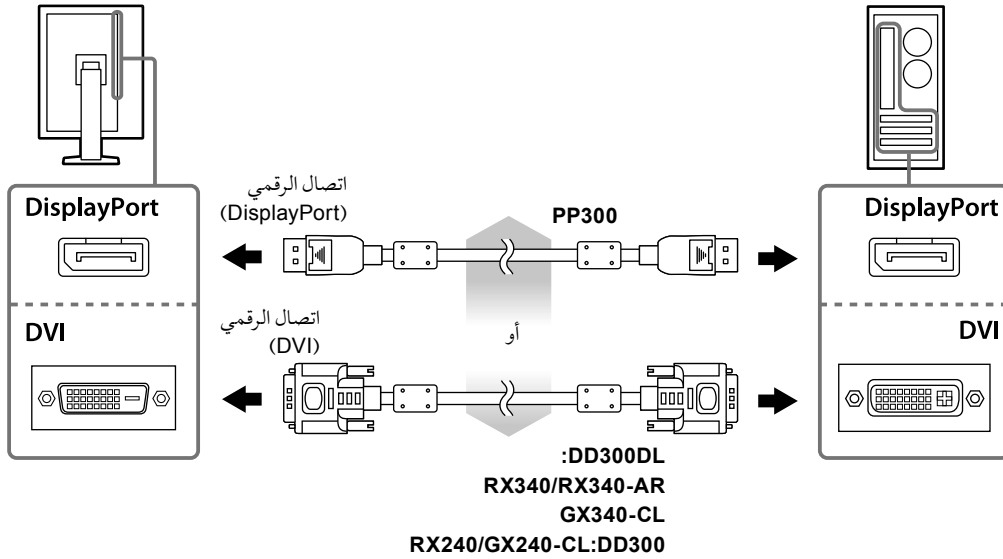 DisplayPort
DVI
اتصال الرقمي
(DisplayPort)
PP300
أو
اتصال الرقمي
(DVI)
DisplayPort
DVI
:DD300DL
RX340/RX340-AR
GX340-CL
RX240/GX240-CL:DD300